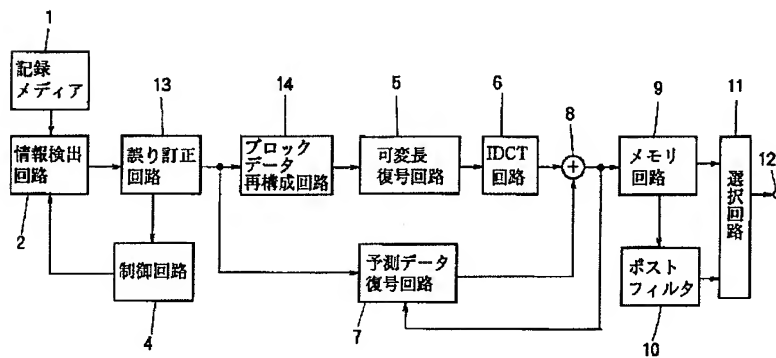 1
記録
メディア
13
14
5
6
8
9
11
情報検出
回路
誤り訂正
回路
ブロック
データ
再構成回路
可変長
復号回路
IDCT
回路
+
メモリ
回路
選択回路
12
2
制御回路
4
予測データ
復号回路
7
ポスト
フィルタ
10